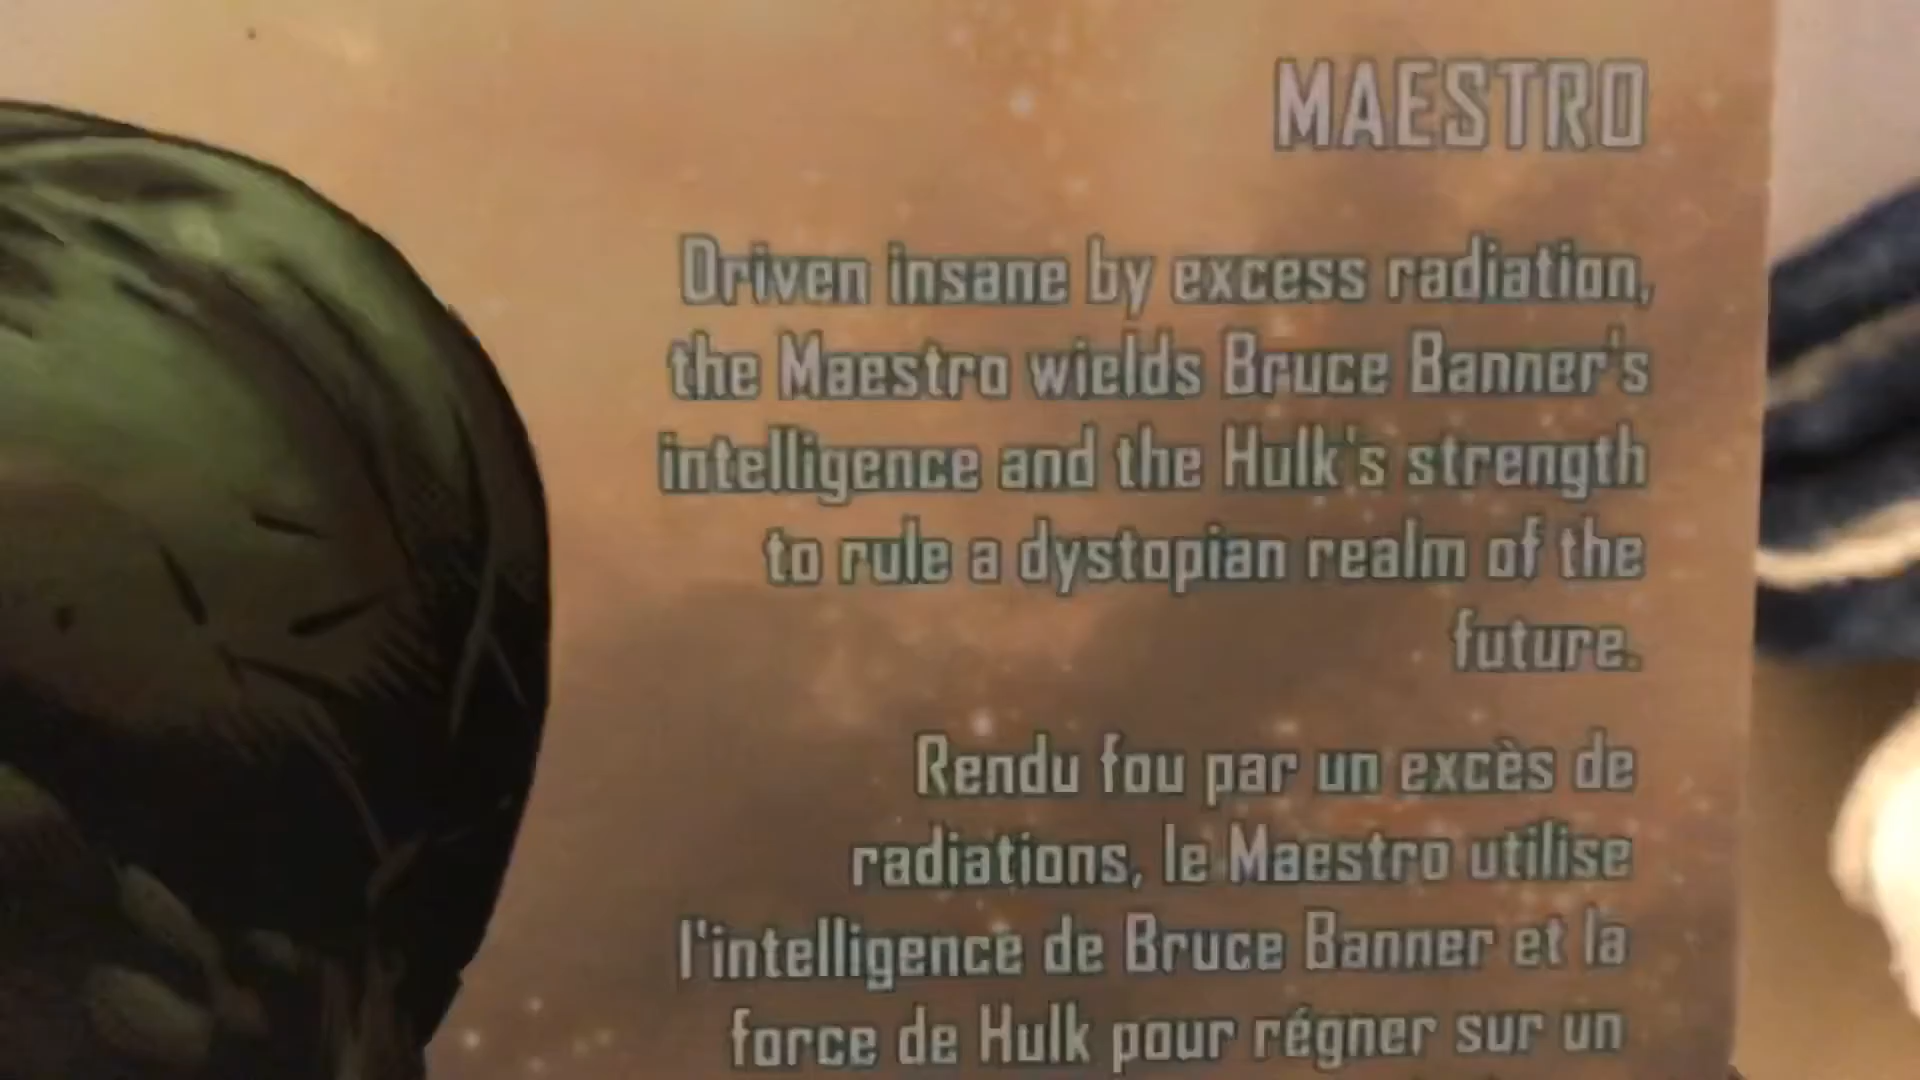 MAESTRO
Driven insane by excess radiation,
the Maestro wields Bruce Banner's
intelligence and the Hulk's strength
to rule a dystopian realm of the
future.
Rendu fou par un excès de
radiations, le Maestro utilise
l'intelligence de Bruce Banner et la
force de Hulk pour régner sur un